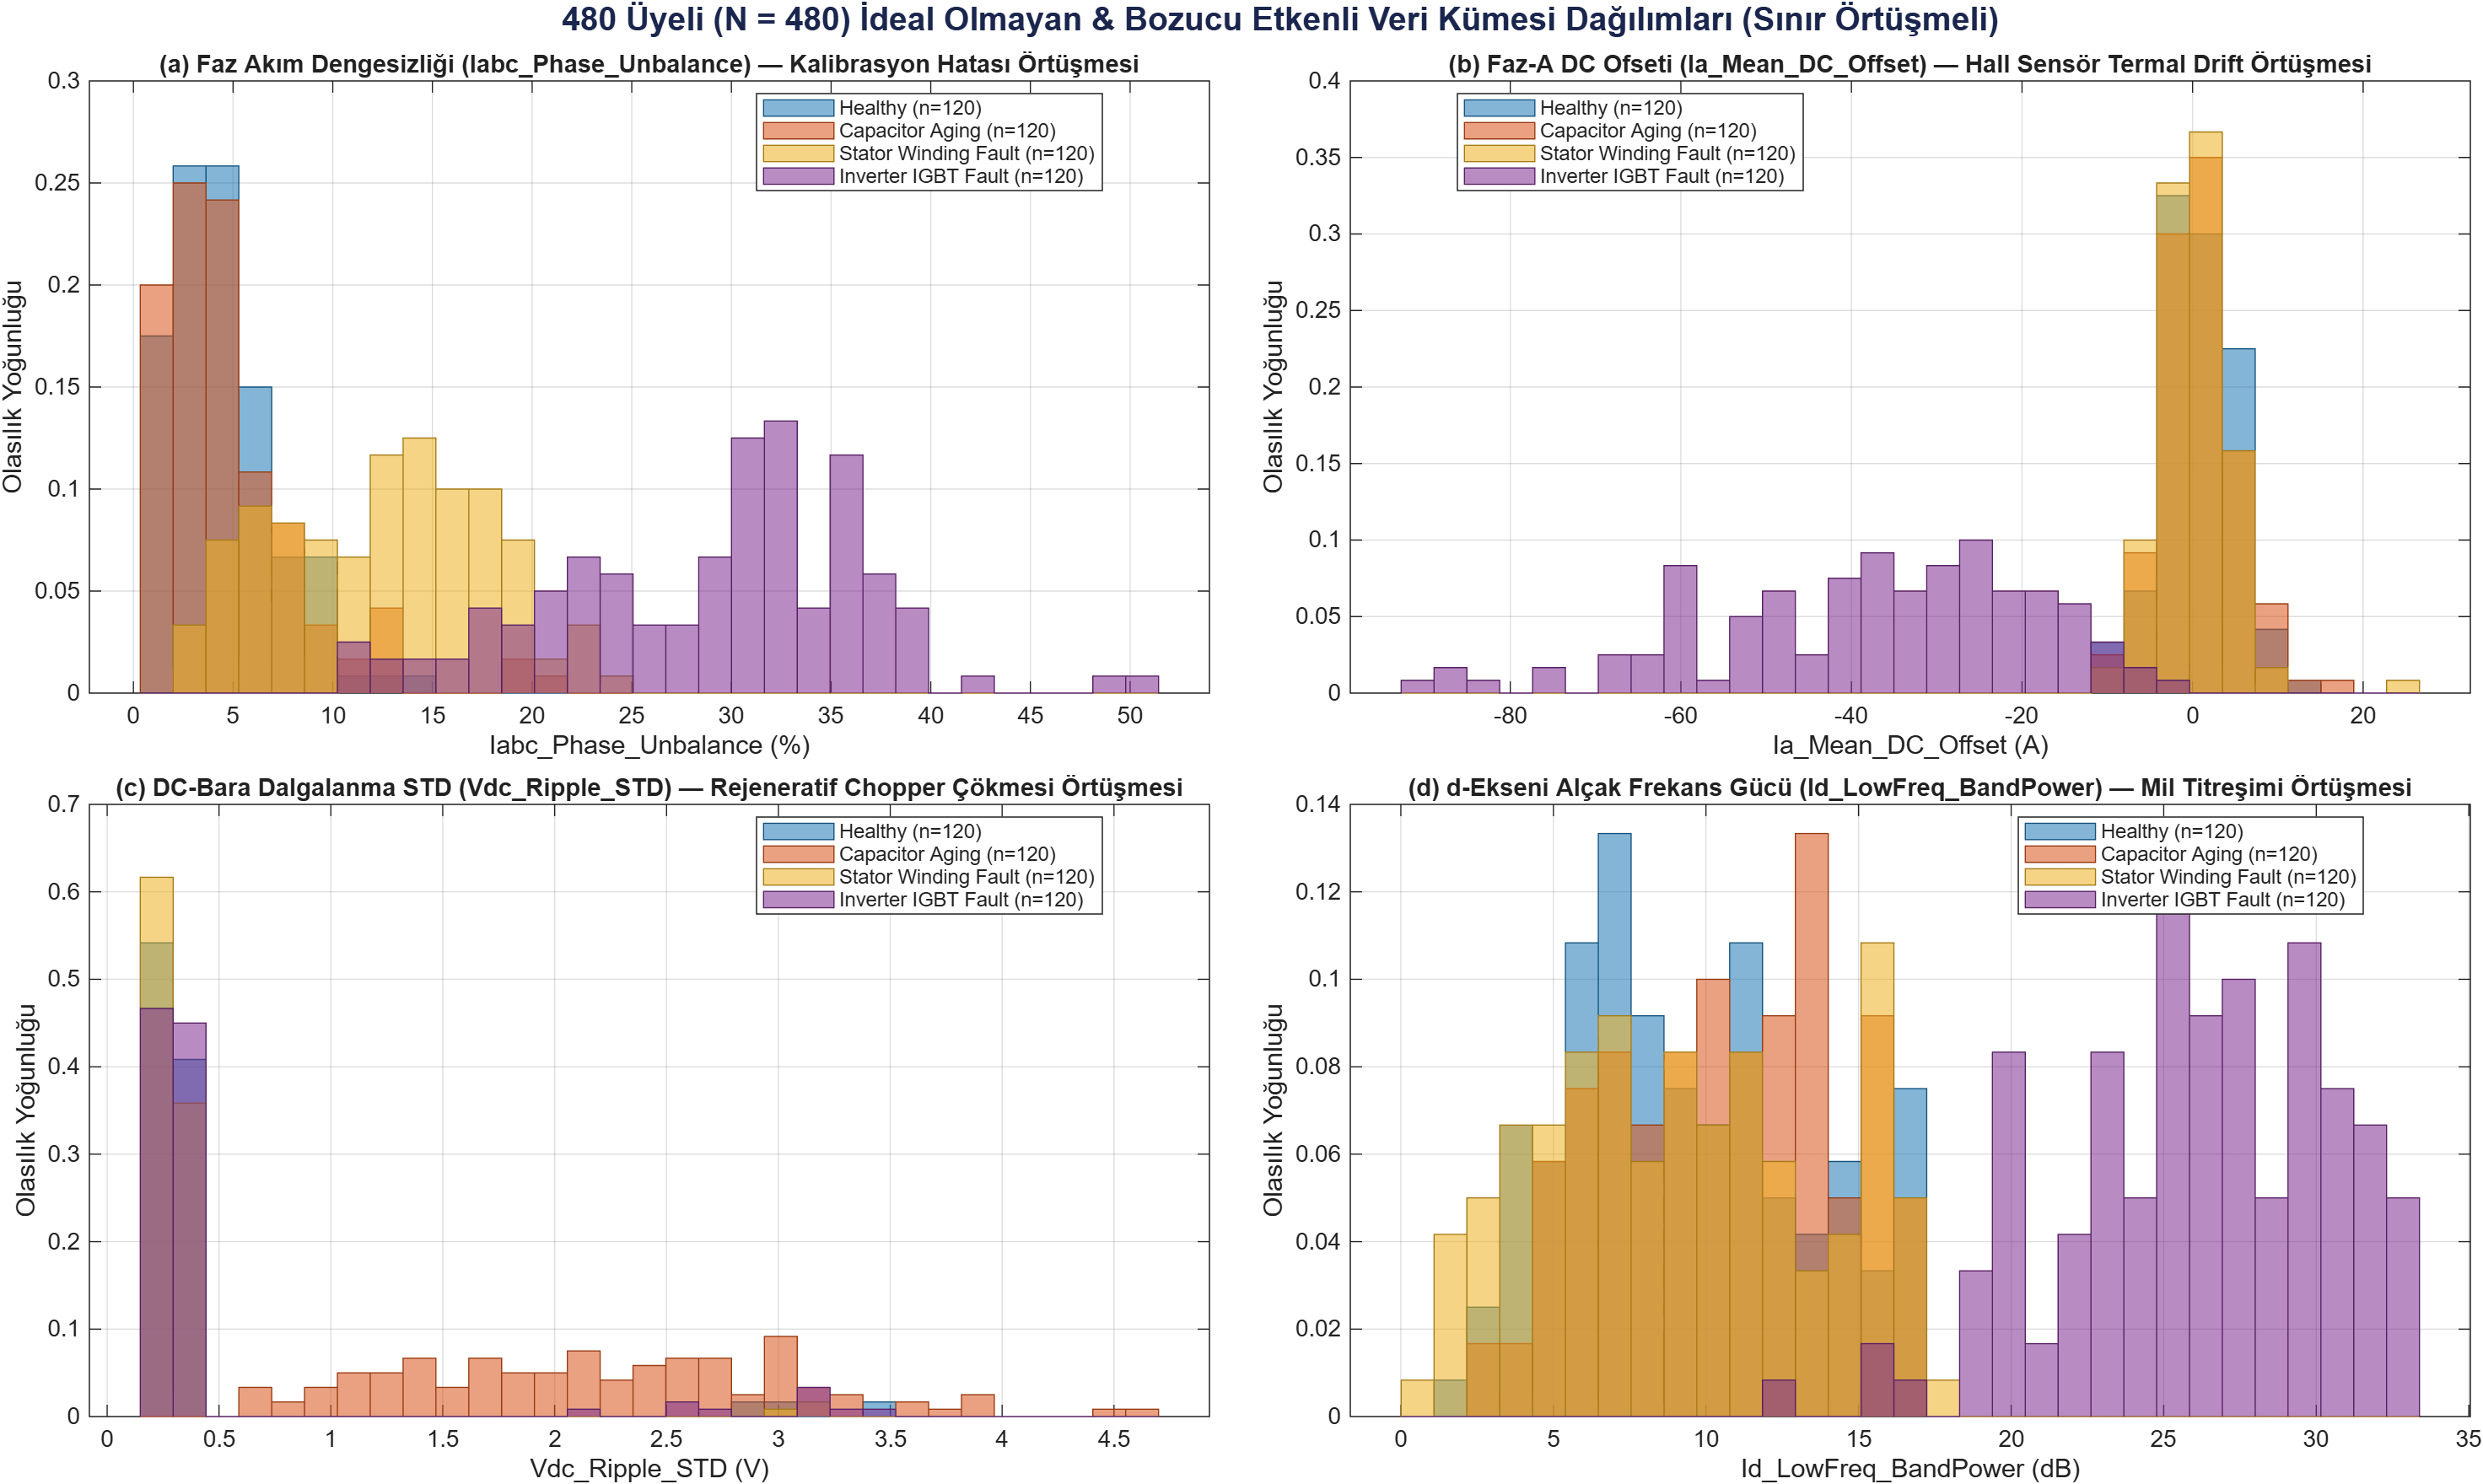 480 Üyeli (N = 480) İdeal Olmayan & Bozucu Etkenli Veri Kümesi Dağılımları (Sınır Örtüşmeli)
(a) Faz Akım Dengesizliği (Iabc_Phase_Unbalance) — Kalibrasyon Hatası Örtüşmesi
Healthy (n=120)
Capacitor Aging (n=120)
Stator Winding Fault (n=120)
Inverter IGBT Fault (n=120)
Olasılık Yoğunluğu
0.3
0.25
0.2
0.15
0.1
0.05
0
0 5 10 15 20 25 30 35 40 45 50
Iabc_Phase_Unbalance (%)
(b) Faz-A DC Ofseti (Ia_Mean_DC_Offset) — Hall Sensör Termal Drift Örtüşmesi
Healthy (n=120)
Capacitor Aging (n=120)
Stator Winding Fault (n=120)
Inverter IGBT Fault (n=120)
Olasılık Yoğunluğu
0.4
0.35
0.3
0.25
0.2
0.15
0.1
0.05
0
-80 -60 -40 -20 0 20
Ia_Mean_DC_Offset (A)
(c) DC-Bara Dalgalanma STD (Vdc_Ripple_STD) — Rejeneratif Chopper Çökmesi Örtüşmesi
Healthy (n=120)
Capacitor Aging (n=120)
Stator Winding Fault (n=120)
Inverter IGBT Fault (n=120)
Olasılık Yoğunluğu
0.7
0.6
0.5
0.4
0.3
0.2
0.1
0
0 0.5 1 1.5 2 2.5 3 3.5 4 4.5
Vdc_Ripple_STD (V)
(d) d-Ekseni Alçak Frekans Gücü (Id_LowFreq_BandPower) — Mil Titreşimi Örtüşmesi
Healthy (n=120)
Capacitor Aging (n=120)
Stator Winding Fault (n=120)
Inverter IGBT Fault (n=120)
Olasılık Yoğunluğu
0.14
0.12
0.1
0.08
0.06
0.04
0.02
0
0 5 10 15 20 25 30 35
Id_LowFreq_BandPower (dB)